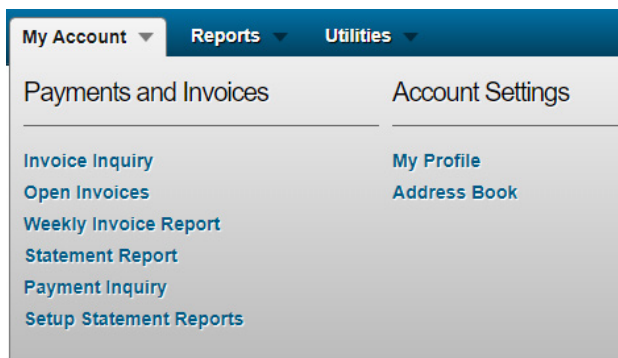 My Account Reports Utilities
Payments and Invoices
Account Settings
Invoice Inquiry
Open Invoices
Weekly Invoice Report
Statement Report
Payment Inquiry
Setup Statement Reports
My Profile
Address Book